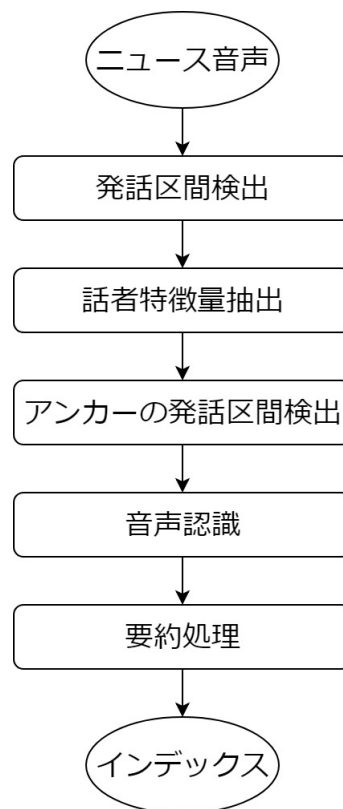 ニュース音声
発話区間検出
話者特徴量抽出
アンカーの発話区間検出
音声認識
要約処理
インデックス